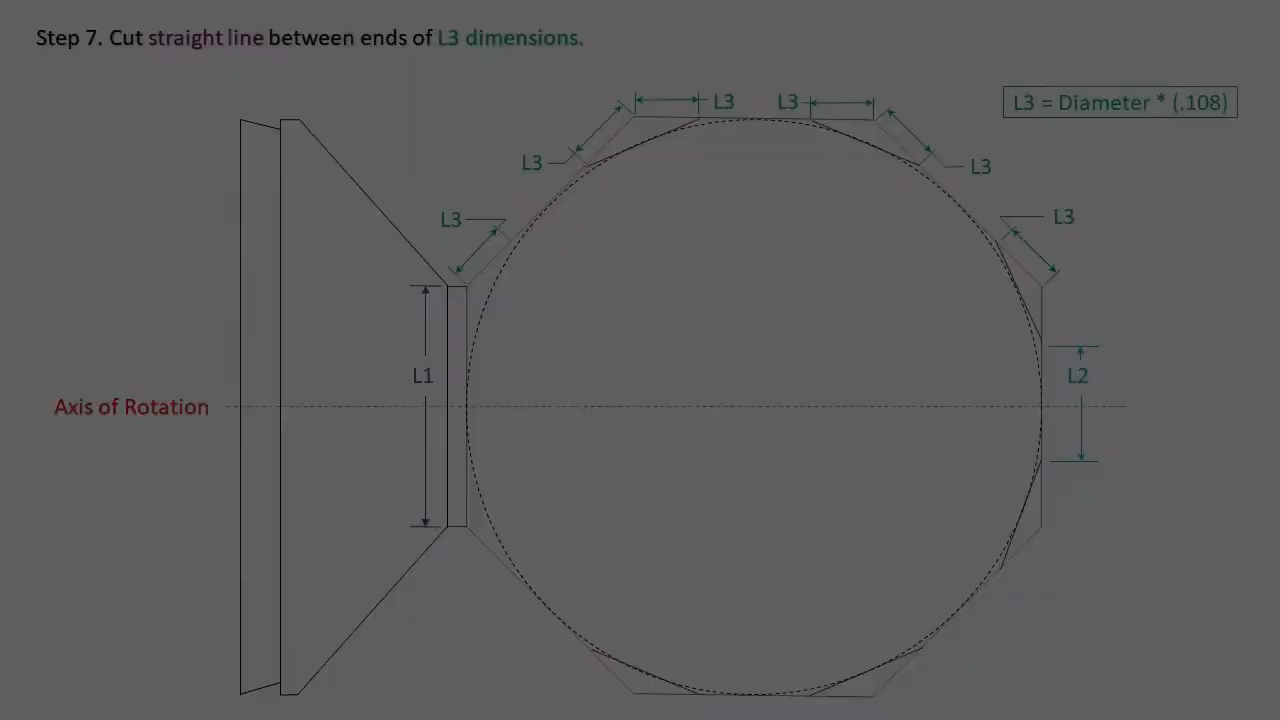 Step 7. Cut straight line between ends of L3 dimensions.
L3 L3
L3 = Diameter * (.108)
L3
L3
L3
L3
L1
L2
Axis of Rotation